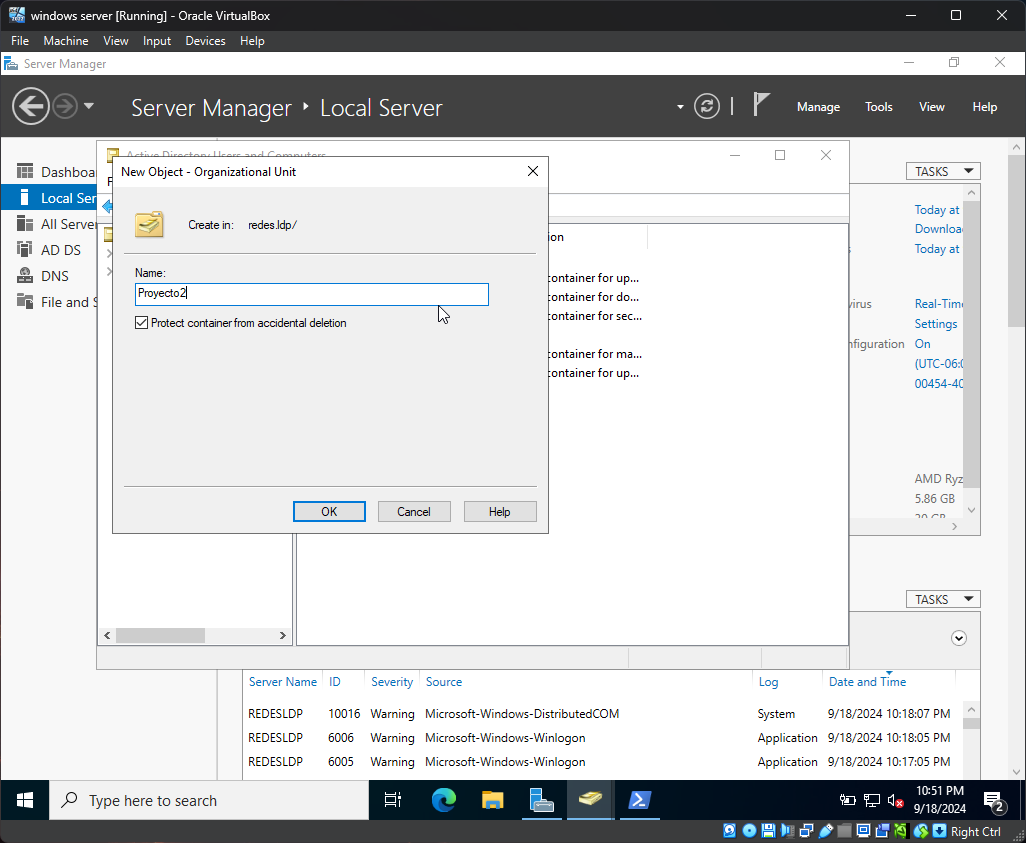 windows server [Running] - Oracle VirtualBox
File Machine View Input Devices Help
Server Manager
Server Manager Local Server
Manage Tools View Help
Dashboa
Local Ser
All Server
AD DS
DNS
File and S
Active Directory Users and Computers
New Object - Organizational Unit
Create in: redes.ldp/
Name:
Proyecto2
Protect container from accidental deletion
OK Cancel Help
ion
container for up...
container for do...
container for sec...
container for ma...
container for up...
TASKS
Today at
Downloa
Today at
virus Real-Time
Settings
nfiguration On
(UTC-06:0
00454-40
AMD Ryz
5.86 GB
TASKS
Server Name ID Severity Source Log Date and Time
REDESLDP 10016 Warning Microsoft-Windows-DistributedCOM System 9/18/2024 10:18:07 PM
REDESLDP 6006 Warning Microsoft-Windows-Winlogon Application 9/18/2024 10:18:05 PM
REDESLDP 6005 Warning Microsoft-Windows-Winlogon Application 9/18/2024 10:17:05 PM
Type here to search
10:51 PM
9/18/2024
2
Right Ctrl